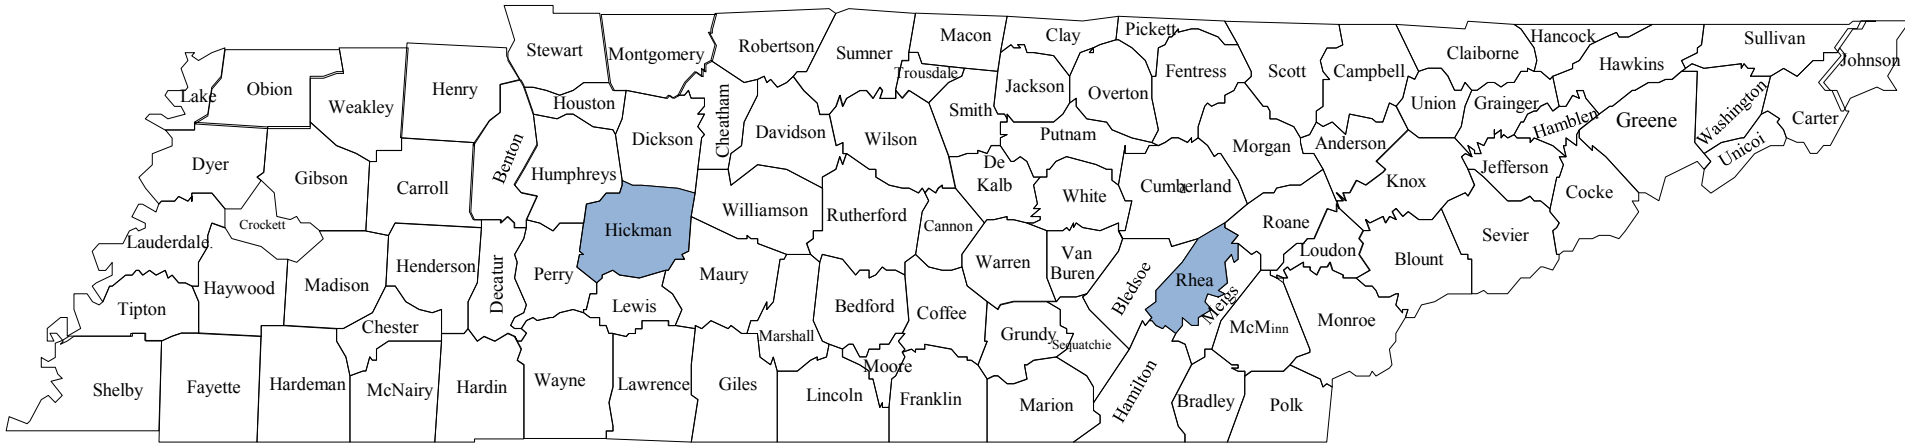 Pickett
Hancock
Stewart
Montgomery
Robertson
Sumner
Macon
Clay
Sullivan
Claiborne
Johnson
Hawkins
Trousdale
Fentress
Scott
Campbell
Lake
Obion
Weakley
Henry
Houston
Cheatham
Jackson
Overton
Union
Grainger
Smith
Dickson
Davidson
Wilson
Putnam
Hamblen
Greene
Washington
Carter
Unicoi
Anderson
Morgan
Dyer
Gibson
Carroll
Benton
Humphreys
De
Kalb
White
Cumberland
d
Knox
Jefferson
Cocke
Crockett
Williamson
Rutherford
Cannon
Roane
Hickman
Lauderdale.
Sevier
Loudon
Van
Buren
Warren
Blount
Haywood
Madison
Henderson
Decatur
Perry
Maury
Bledsoe
Rhea
Meigs
Tipton
Lewis
Bedford
Coffee
Chester
Marshall
Grundy
Sequatchie
McMinn
Monroe
Moore
Shelby
Fayette
Hardeman
McNairy
Hardin
Wayne
Lawrence
Giles
Lincoln
Franklin
Marion
Hamilton
Bradley
Polk